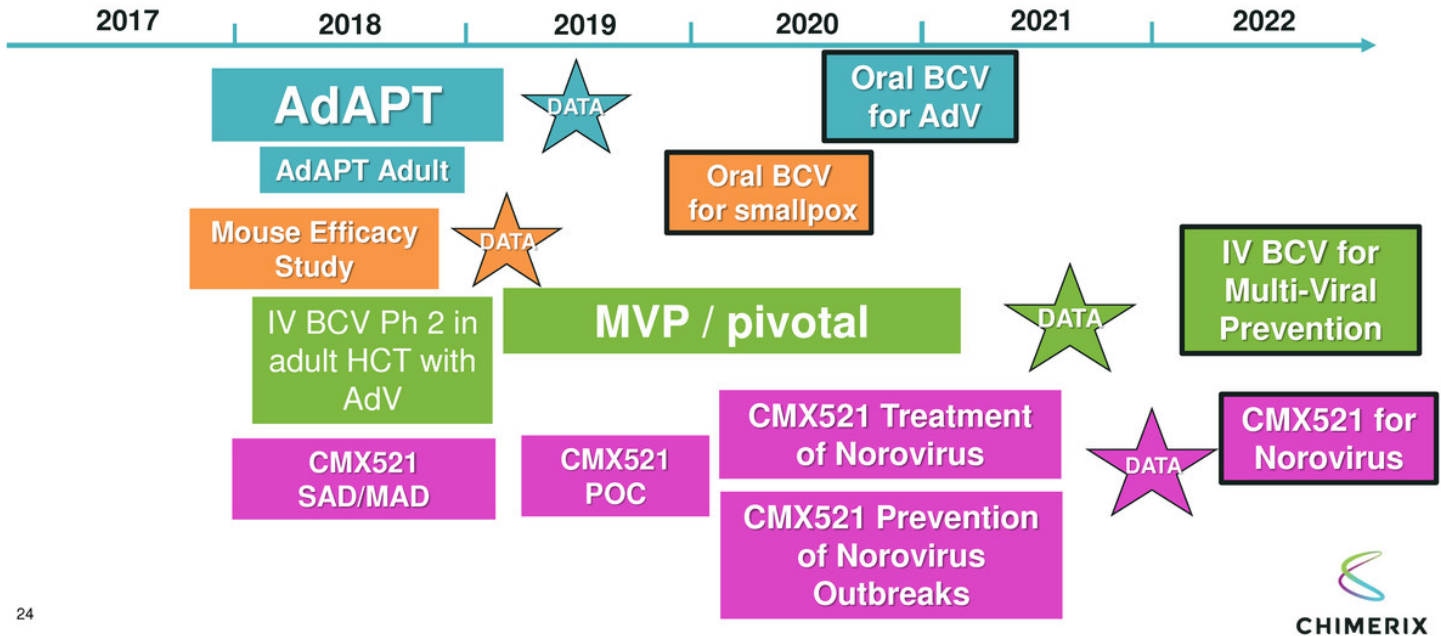 2017 2018 2019 2020 2021 2022
AdAPT
DATA
Oral BCV
for AdV
AdAPT Adult
Oral BCV
for smallpox
Mouse Efficacy
Study
DATA
IV BCV for
Multi-Viral
Prevention
IV BCV Ph 2 in
adult HCT with
AdV
MVP / pivotal
DATA
CMX521
SAD/MAD
CMX521
POC
CMX521 Treatment
of Norovirus
DATA
CMX521 for
Norovirus
CMX521 Prevention
of Norovirus
Outbreaks
24
CHIMERIX